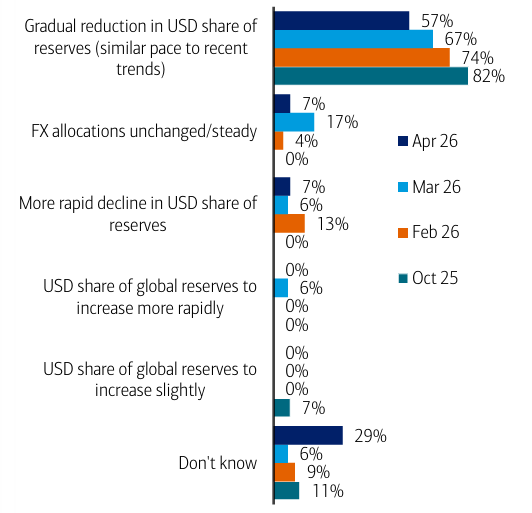 Gradual reduction in USD share of
reserves (similar pace to recent
trends)
57%
67%
74%
82%
FX allocations unchanged/steady
7%
17%
4%
0%
More rapid decline in USD share of
reserves
7%
6%
13%
0%
USD share of global reserves to
increase more rapidly
0%
6%
0%
0%
USD share of global reserves to
increase slightly
0%
0%
0%
7%
Don't know
29%
6%
9%
11%
Apr 26
Mar 26
Feb 26
Oct 25